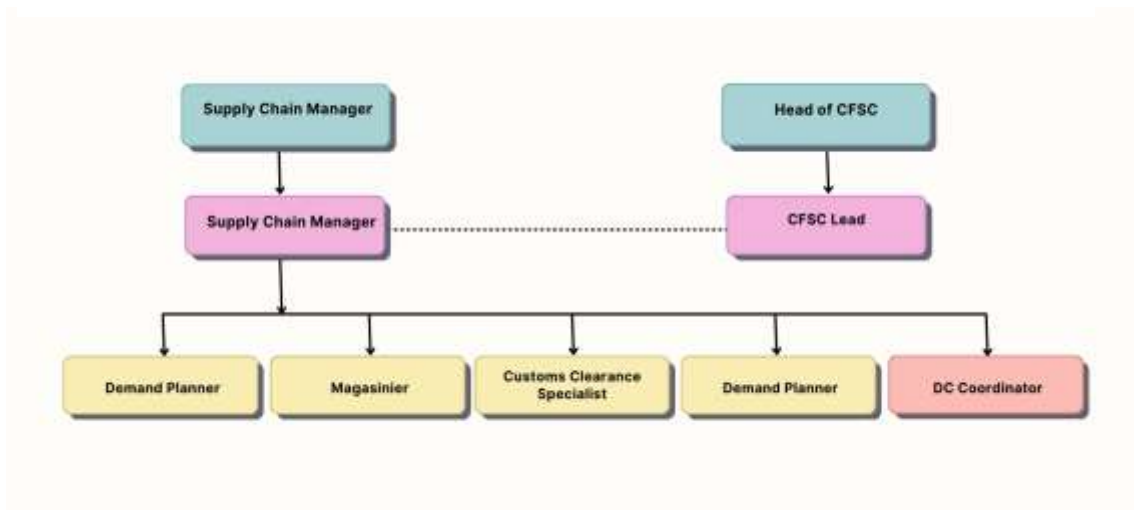 Supply Chain Manager
Head of CFSC
Supply Chain Manager
CFSC Lead
Demand Planner
Magasinier
Customs Clearance
Specialist
Demand Planner
DC Coordinator